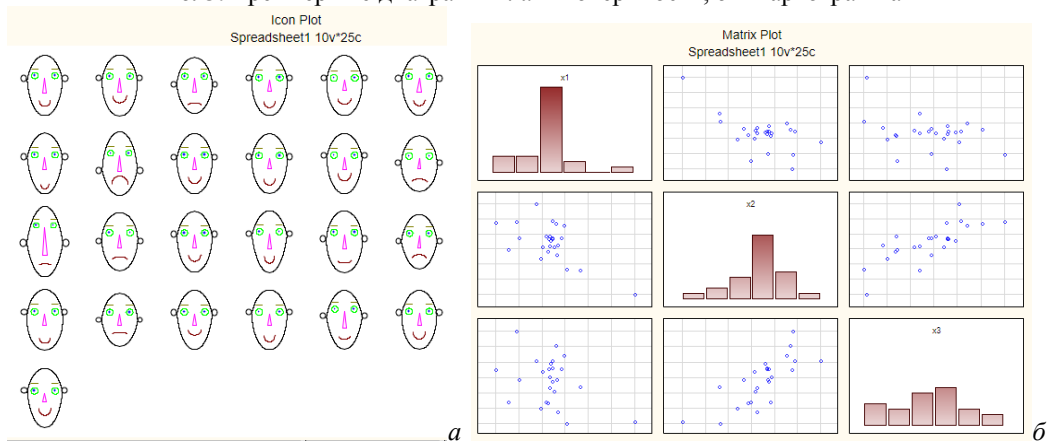 Icon Plot
Spreadsheet1 10v*25c
а
Matrix Plot
Spreadsheet1 10v*25c
x1
x2
x3
б